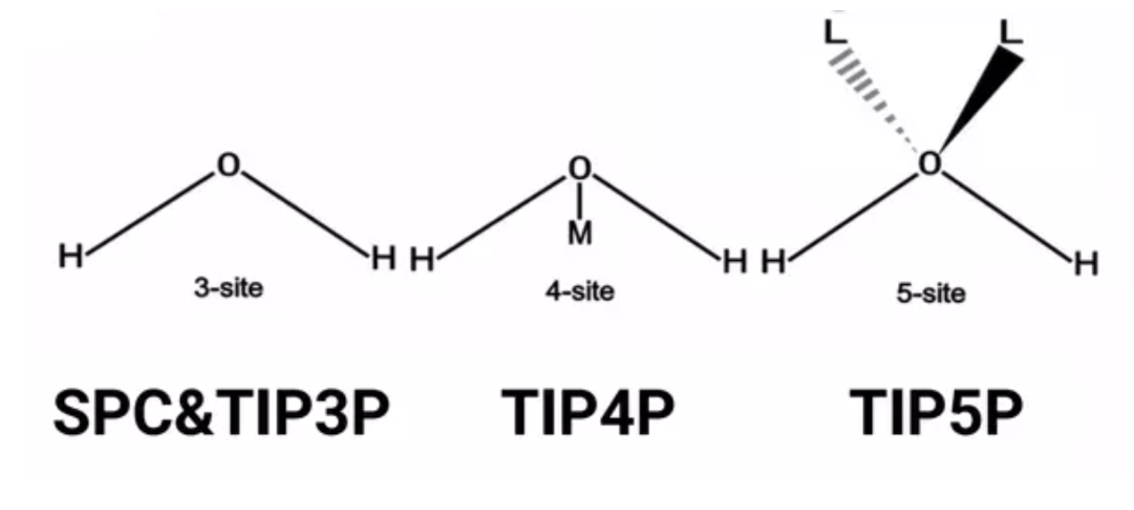 L L
O O O
M
H H H H H H
3-site 4-site 5-site
SPC&TIP3P TIP4P TIP5P